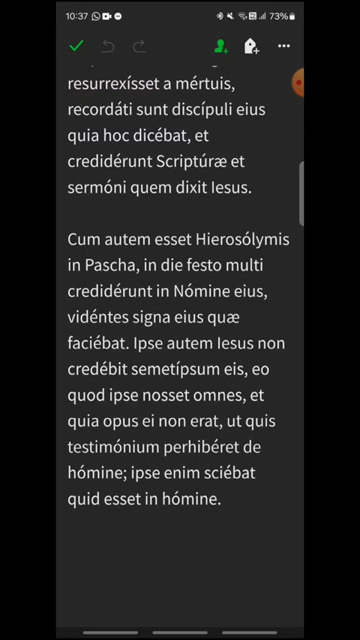 10:37
73%
resurrexísset a mértuis,
recordáti sunt discípuli eius
quia hoc dicébat, et
credidérunt Scriptúræ et
sermóni quem dixit Iesus.
Cum autem esset Hierosólymis
in Pascha, in die festo multi
credidérunt in Nómine eius,
vidéntes signa eius quæ
faciébat. Ipse autem Iesus non
credébit semetípsum eis, eo
quod ipse nosset omnes, et
quia opus ei non erat, ut quis
testimónium perhibéret de
hómine; ipse enim sciébat
quid esset in hómine.